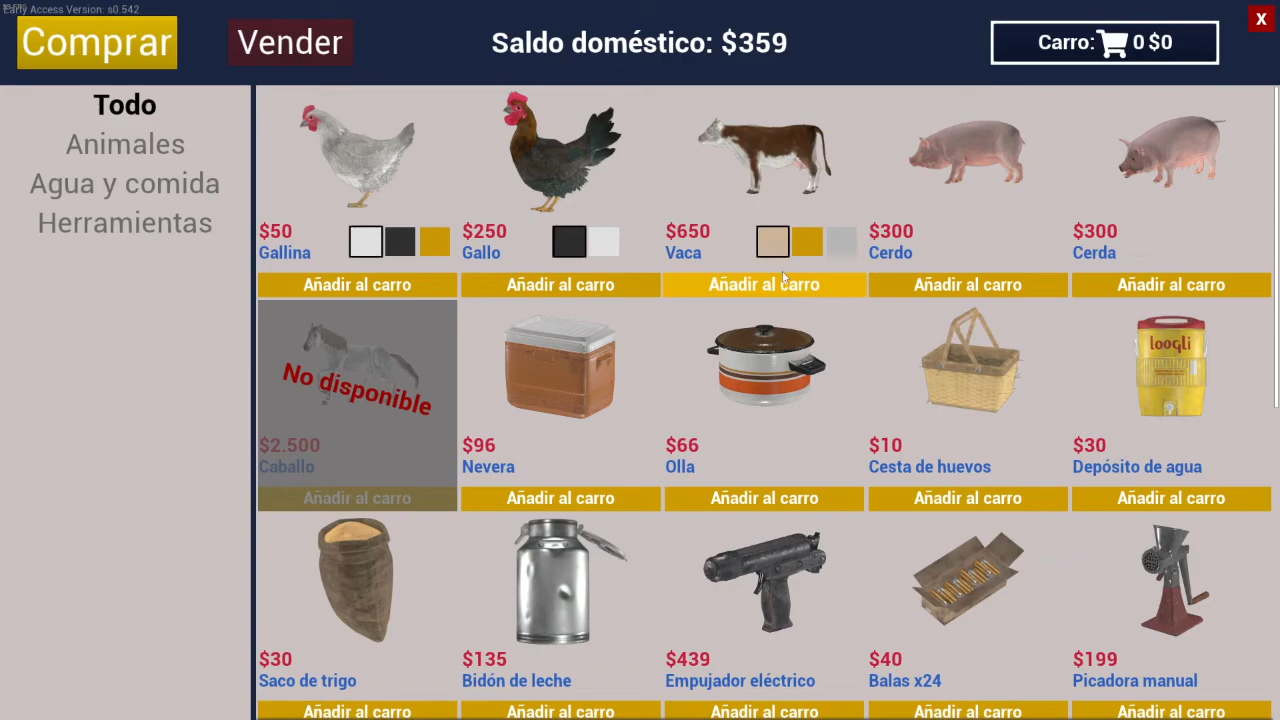 Early Access Version: s0 542
Comprar
Vender
Saldo doméstico: $359
Carro: 0 $0
X
Todo
Animales
Agua y comida
Herramientas
$50
Gallina
Añadir al carro
$250
Gallo
Añadir al carro
$650
Vaca
Añadir al carro
$300
Cerdo
Añadir al carro
$300
Cerda
Añadir al carro
No disponible
$2.500
Caballo
Añadir al carro
$96
Nevera
Añadir al carro
$66
Olla
Añadir al carro
$10
Cesta de huevos
Añadir al carro
loogli
$30
Depósito de agua
Añadir al carro
$30
Saco de trigo
Añadir al carro
$135
Bidón de leche
Añadir al carro
$439
Empujador eléctrico
Añadir al carro
$40
Balas x24
Añadir al carro
$199
Picadora manual
Añadir al carro